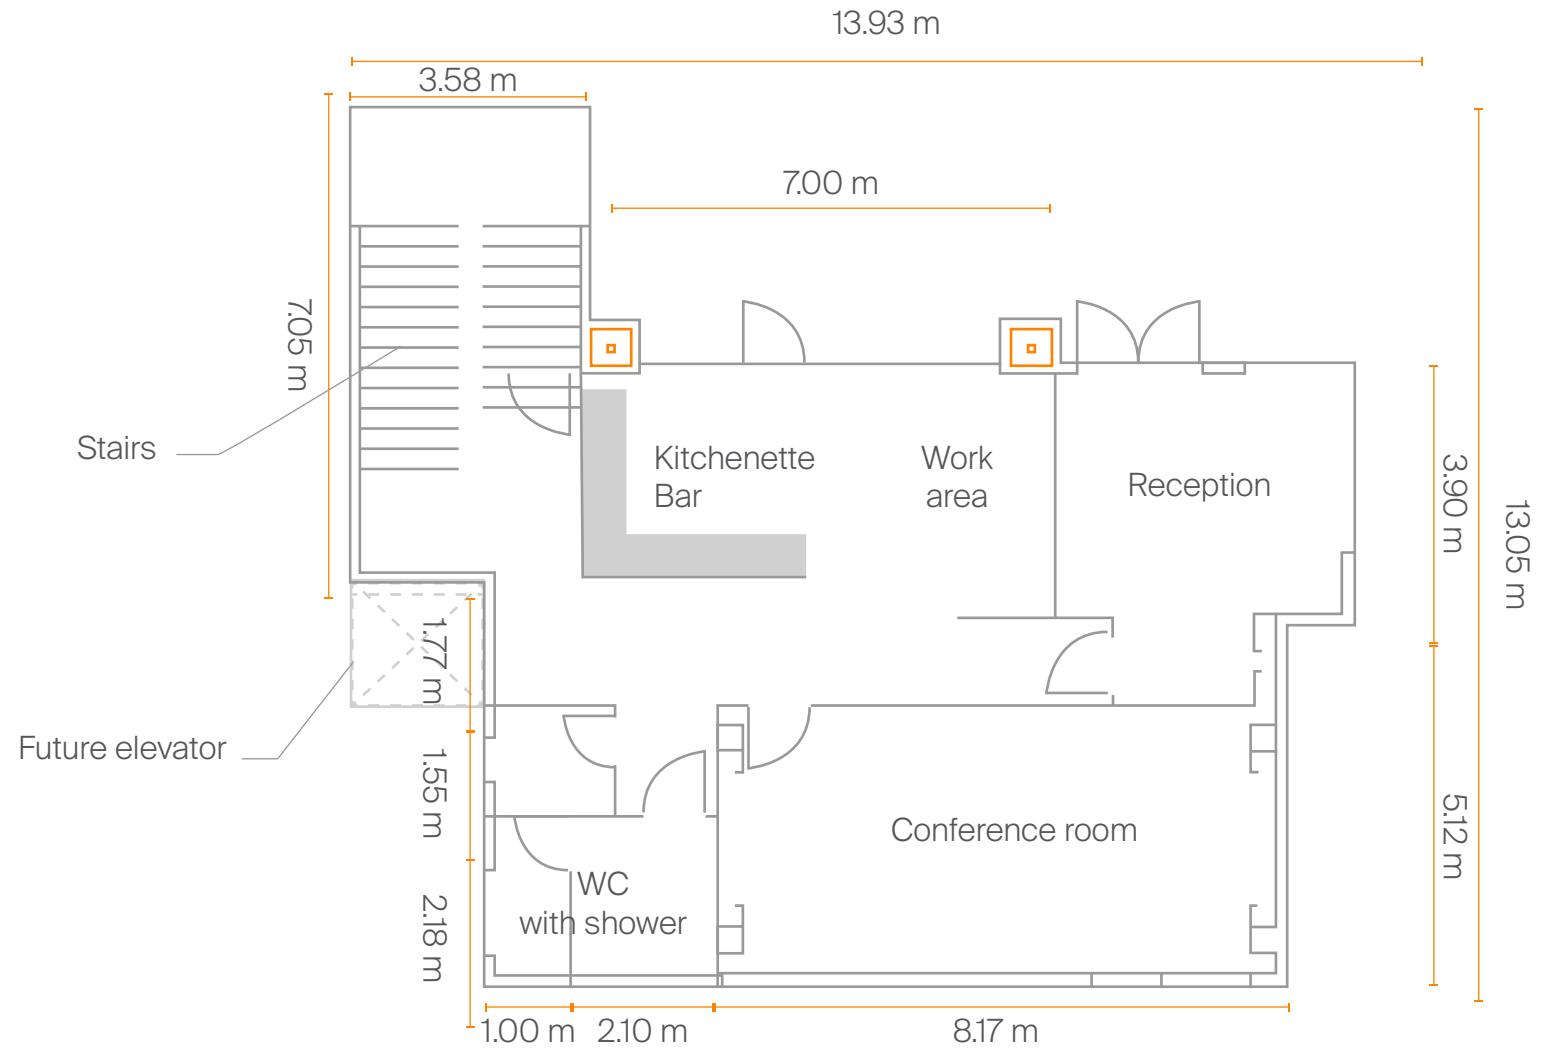 13.93 m
3.58 m
7.00 m
7.05 m
Stairs
Kitchenette
Bar
Work
area
Reception
3.90 m
13.05 m
1.77 m
Future elevator
1.55 m
Conference room
5.12 m
WC
with shower
2.18 m
1.00 m
2.10 m
8.17 m